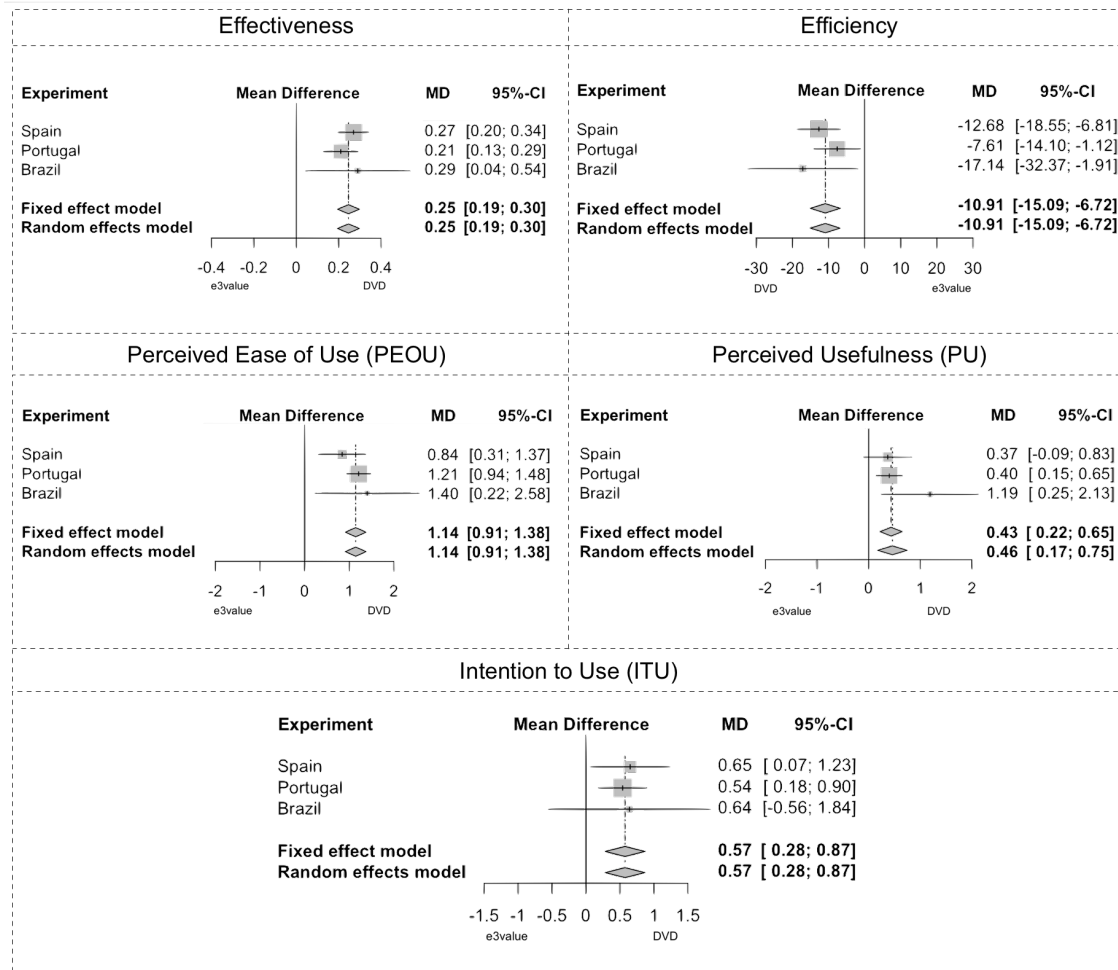 Effectiveness
Experiment Mean Difference MD 95%-CI
Spain 0.27 [0.20; 0.34]
Portugal 0.21 [0.13; 0.29]
Brazil 0.29 [0.04; 0.54]
Fixed effect model 0.25 [0.19; 0.30]
Random effects model 0.25 [0.19; 0.30]
-0.4 -0.2 0 0.2 0.4
e3value DVD
Efficiency
Experiment Mean Difference MD 95%-CI
Spain -12.68 [-18.55; -6.81]
Portugal -7.61 [-14.10; -1.12]
Brazil -17.14 [-32.37; -1.91]
Fixed effect model -10.91 [-15.09; -6.72]
Random effects model -10.91 [-15.09; -6.72]
-30 -20 -10 0 10 20 30
DVD e3value
Perceived Ease of Use (PEOU)
Experiment Mean Difference MD 95%-CI
Spain 0.84 [0.31; 1.37]
Portugal 1.21 [0.94; 1.48]
Brazil 1.40 [0.22; 2.58]
Fixed effect model 1.14 [0.91; 1.38]
Random effects model 1.14 [0.91; 1.38]
-2 -1 0 1 2
e3value DVD
Perceived Usefulness (PU)
Experiment Mean Difference MD 95%-CI
Spain 0.37 [-0.09; 0.83]
Portugal 0.40 [ 0.15; 0.65]
Brazil 1.19 [ 0.25; 2.13]
Fixed effect model 0.43 [ 0.22; 0.65]
Random effects model 0.46 [ 0.17; 0.75]
-2 -1 0 1 2
e3value DVD
Intention to Use (ITU)
Experiment Mean Difference MD 95%-CI
Spain 0.65 [ 0.07; 1.23]
Portugal 0.54 [ 0.18; 0.90]
Brazil 0.64 [-0.56; 1.84]
Fixed effect model 0.57 [ 0.28; 0.87]
Random effects model 0.57 [ 0.28; 0.87]
-1.5 -1 -0.5 0 0.5 1 1.5
e3value DVD